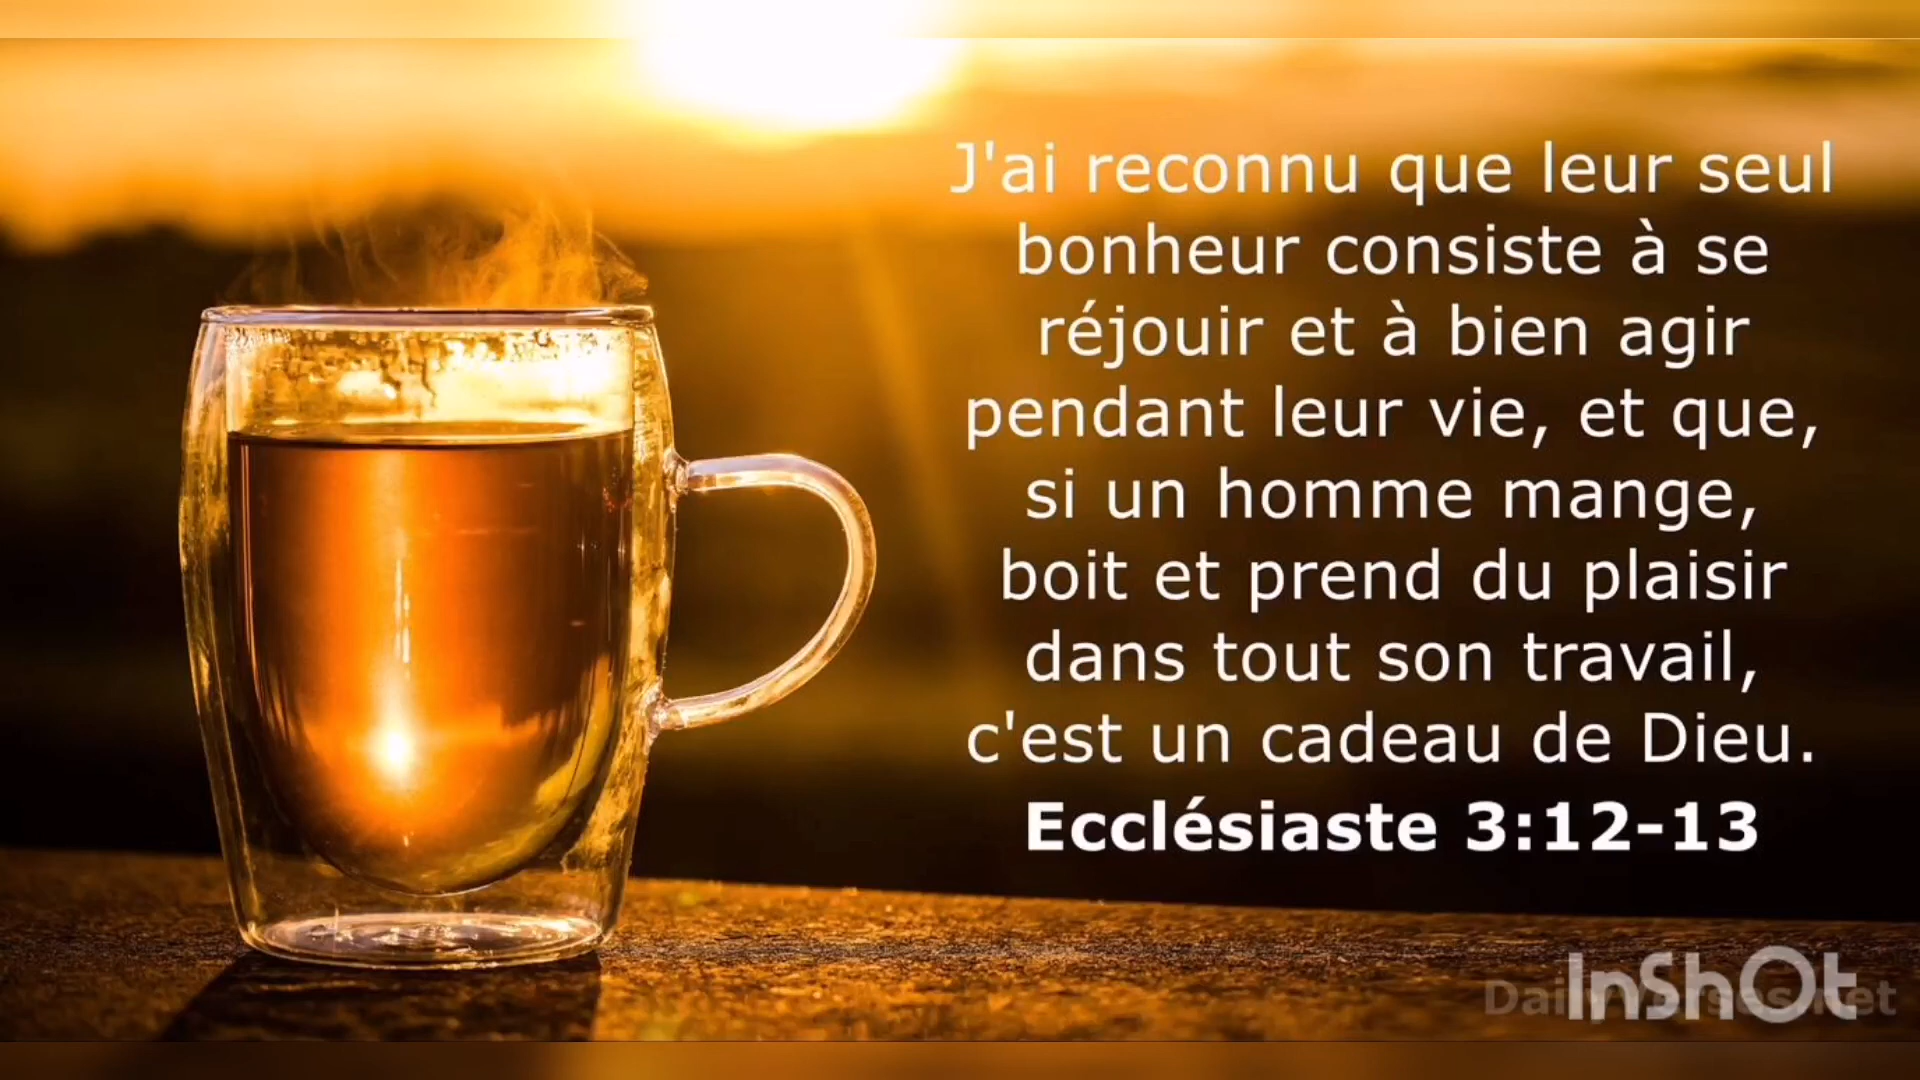 J'ai reconnu que leur seul
bonheur consiste à se
réjouir et à bien agir
pendant leur vie, et que,
si un homme mange,
boit et prend du plaisir
dans tout son travail,
c'est un cadeau de Dieu.
Ecclésiaste 3:12-13
InShOt
DailyVerses.net